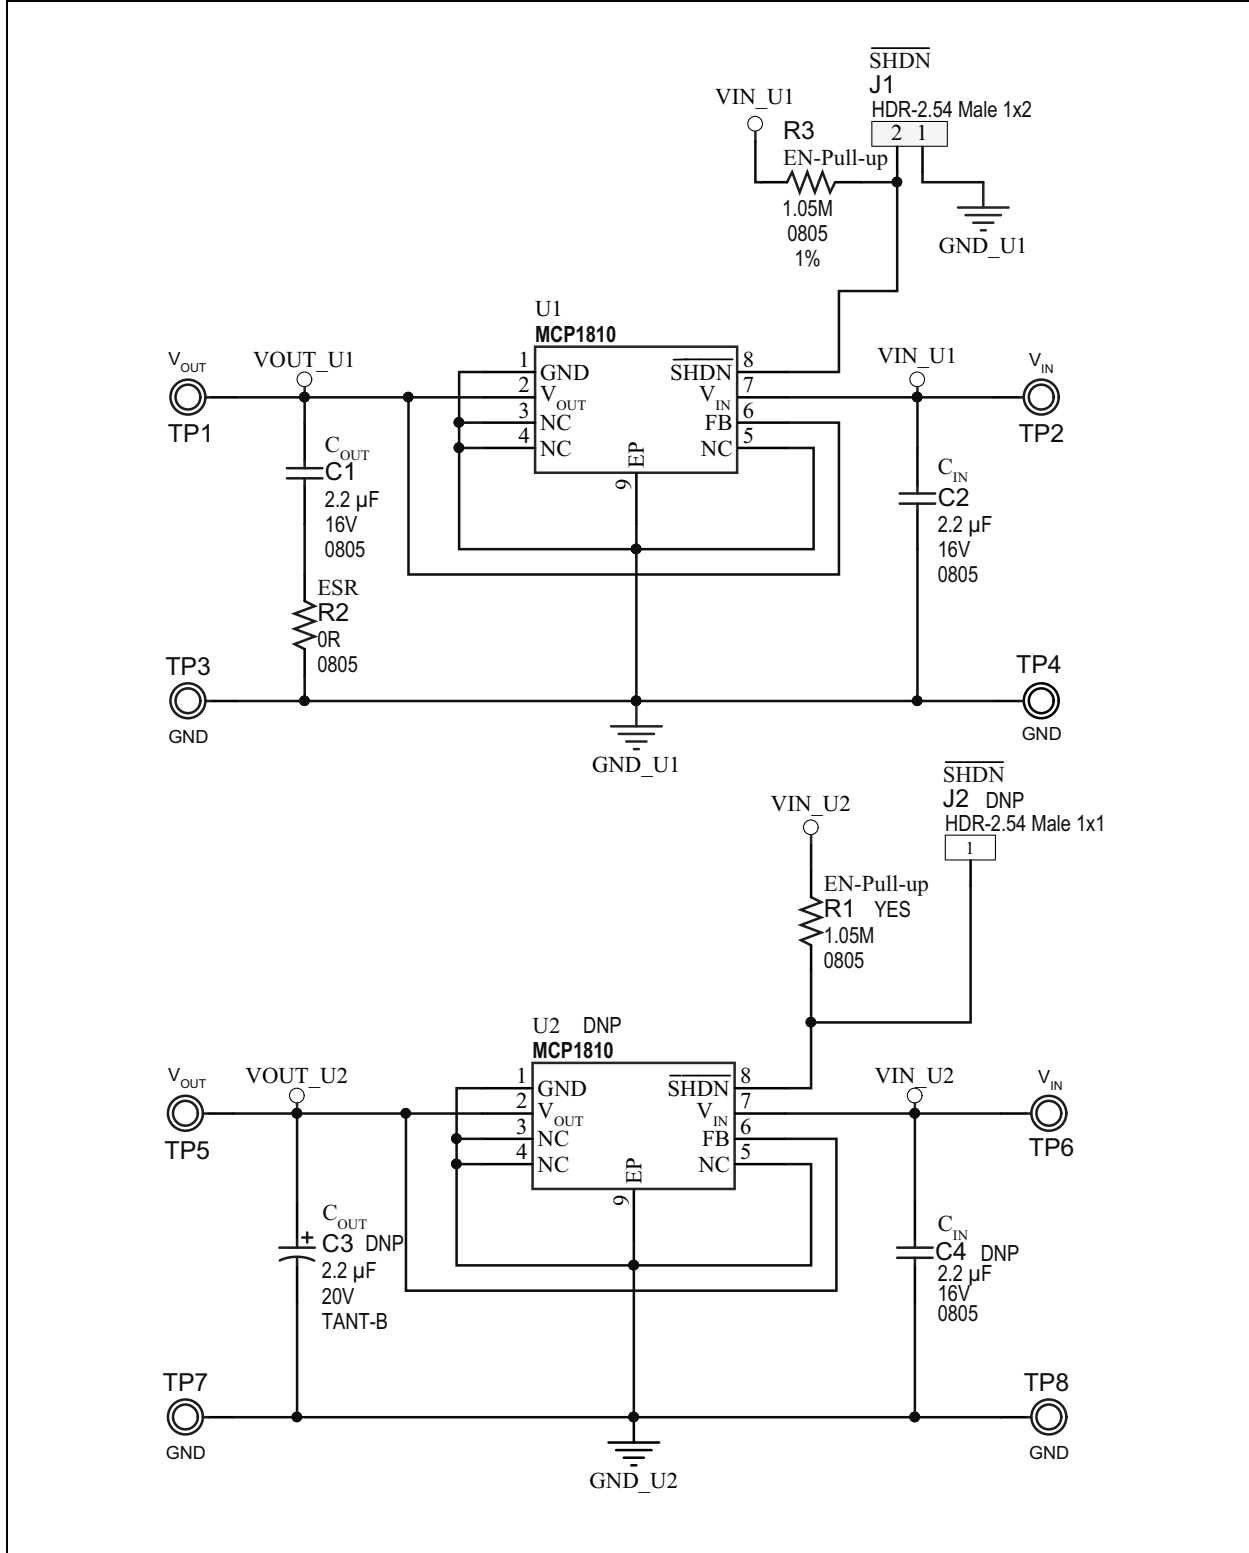 SHDN
J1
HDR-2.54 Male 1x2
2 1
VIN_U1
R3
EN-Pull-up
1.05M
0805
1%
GND_U1
U1
MCP1810
1 GND SHDN 8
2 VOUT VIN 7
3 NC FB 6
4 NC NC 5
EP
9
VOUT
TP1
VOUT_U1
VIN_U1
VIN
TP2
COUT
C1
2.2 µF
16V
0805
CIN
C2
2.2 µF
16V
0805
ESR
R2
0R
0805
TP3
GND
TP4
GND
GND_U1
SHDN
J2 DNP
HDR-2.54 Male 1x1
1
VIN_U2
EN-Pull-up
R1 YES
1.05M
0805
U2 DNP
MCP1810
1 GND SHDN 8
2 VOUT VIN 7
3 NC FB 6
4 NC NC 5
EP
9
VOUT
TP5
VOUT_U2
VIN_U2
VIN
TP6
COUT
C3 DNP
2.2 µF
20V
TANT-B
CIN
C4 DNP
2.2 µF
16V
0805
TP7
GND
TP8
GND
GND_U2